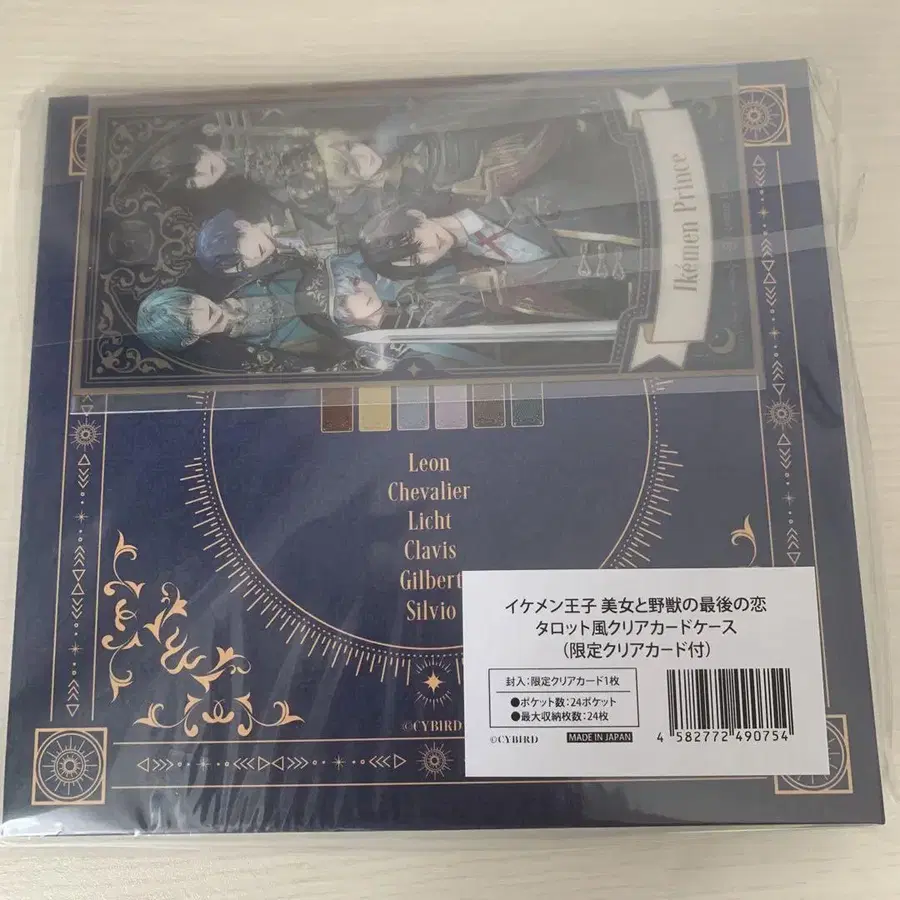 Ikémen Prince
Leon
Chevalier
Licht
Clavis
Gilbert
Silvio
©CYBIRD
イケメン王子 美女と野獣の最後の恋
タロット風クリアカードケース
(限定クリアカード付)
封入:限定クリアカード1枚
●ポケット数:24ポケット
●最大収納枚数:24枚
©CYBIRD
MADE IN JAPAN
4 582772 490754